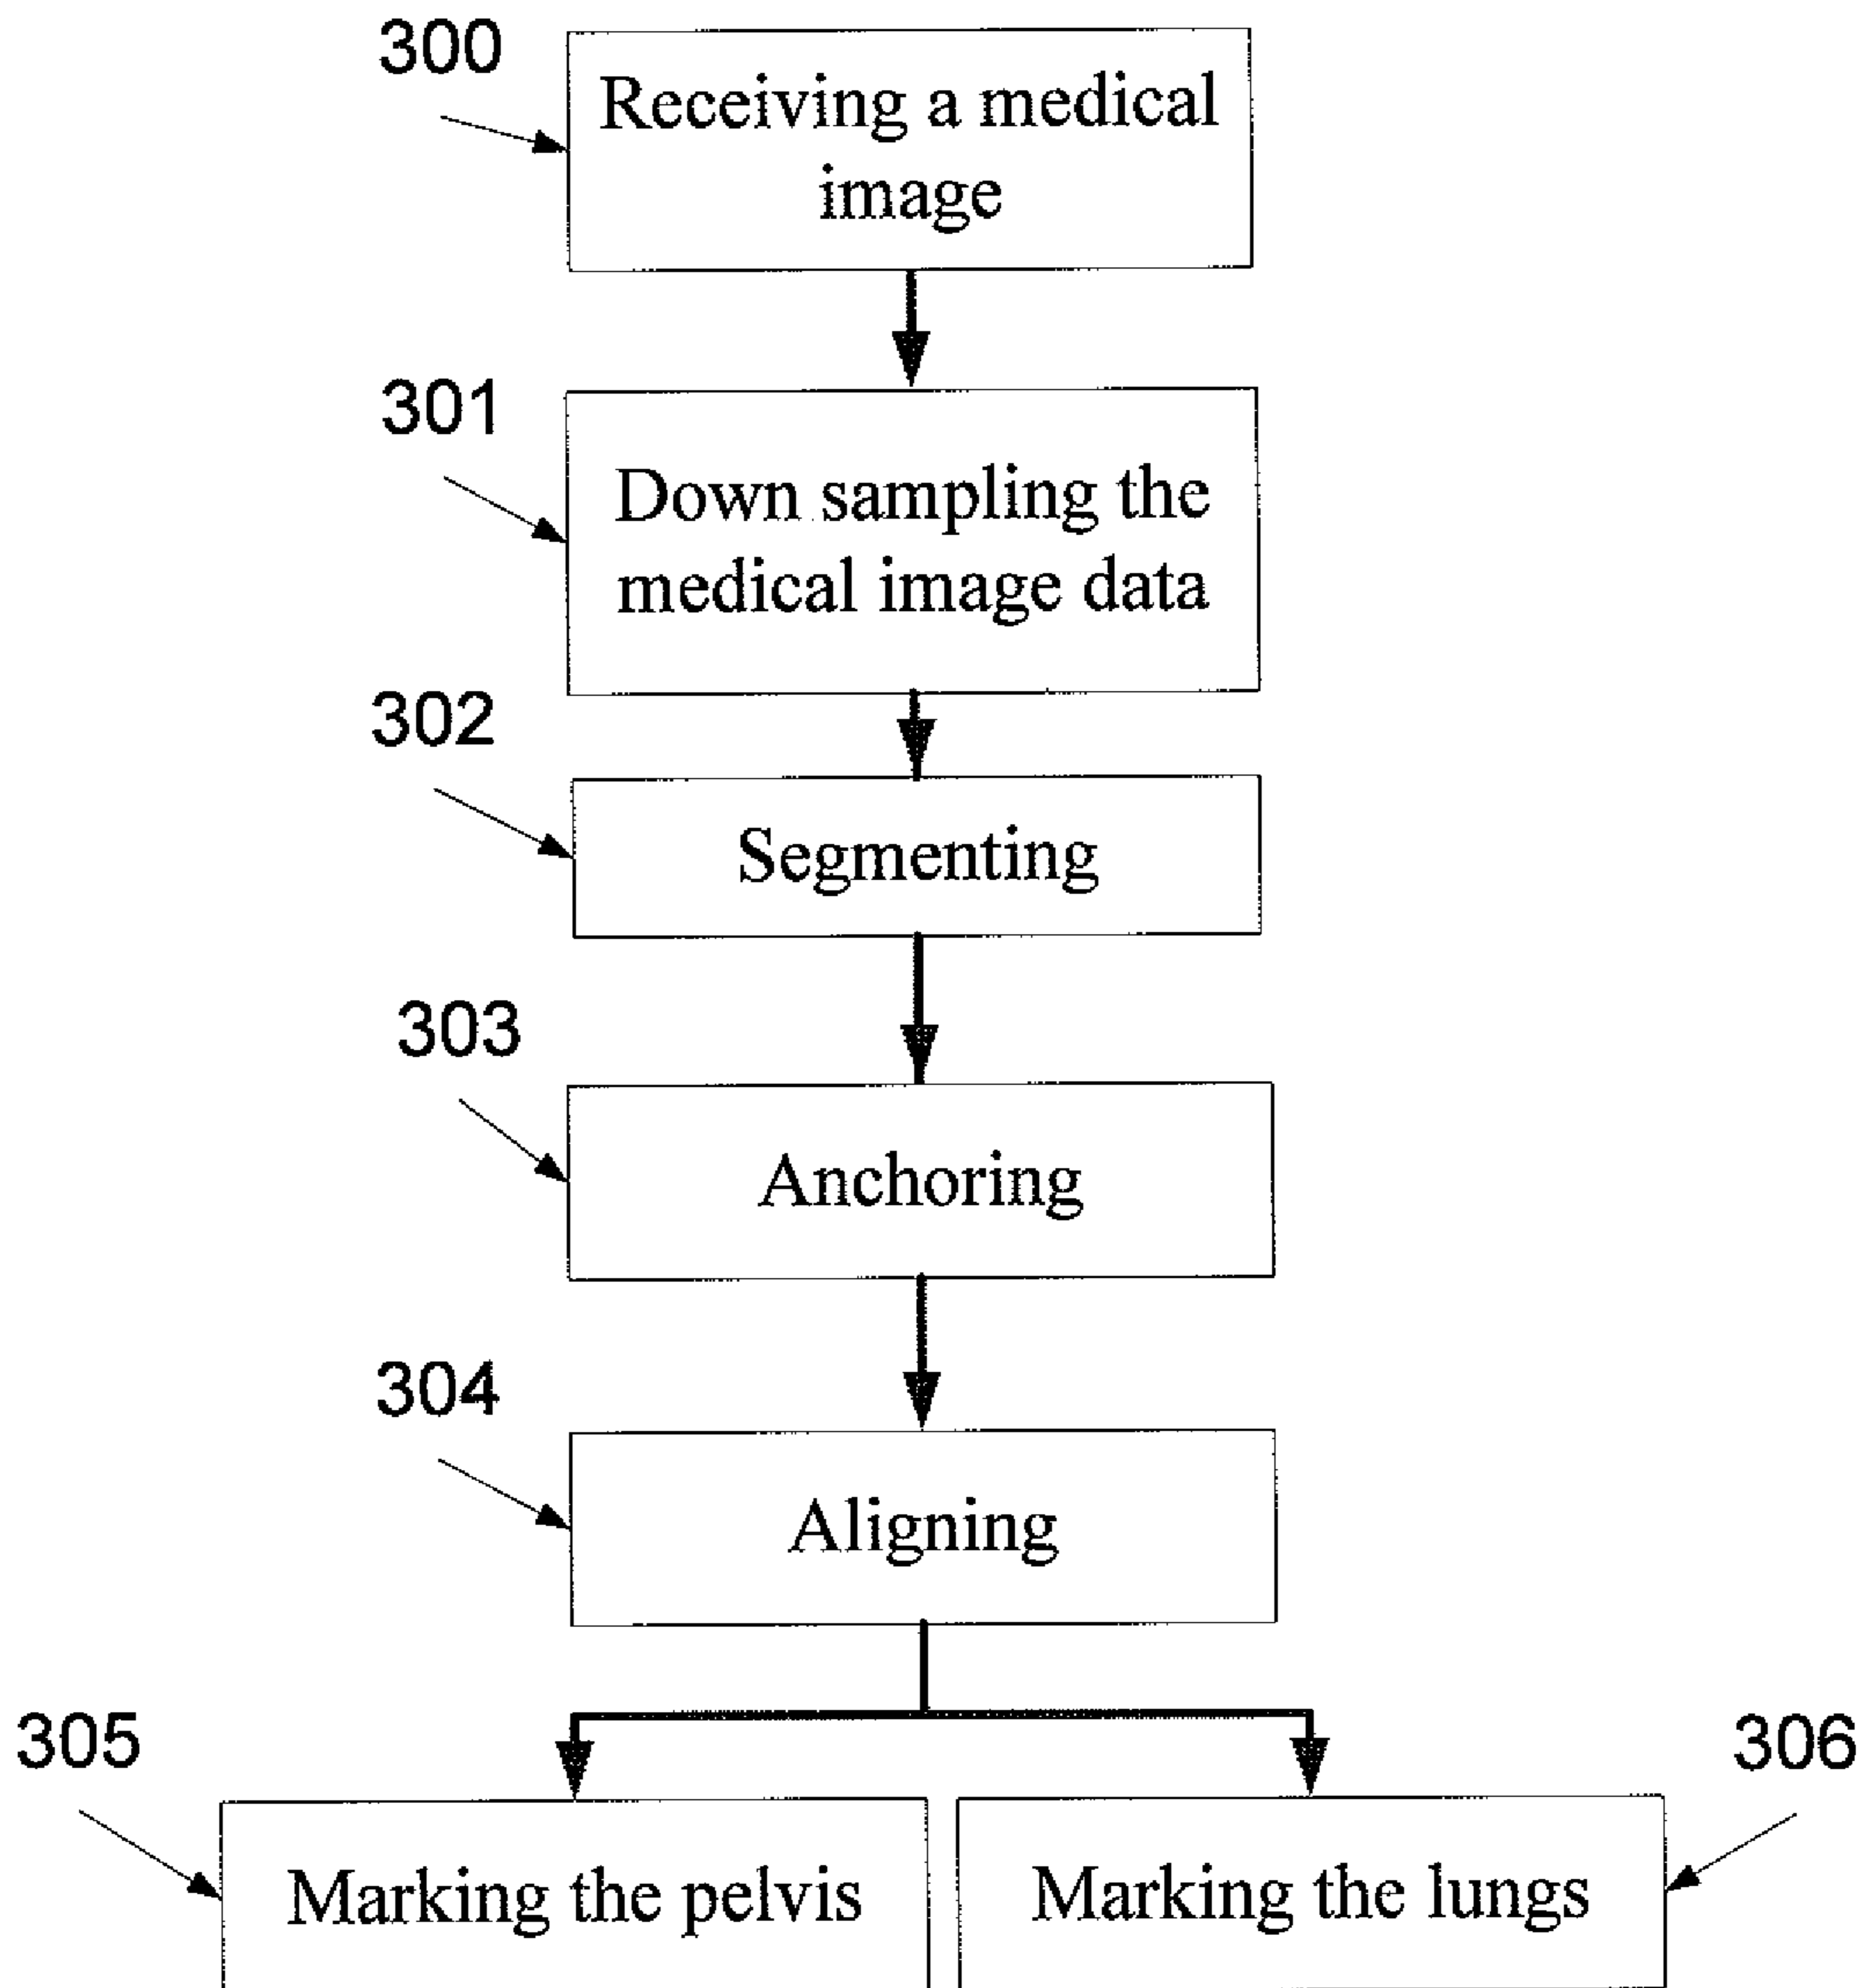 300
Receiving a medical
image
301
Down sampling the
medical image data
302
Segmenting
303
Anchoring
304
Aligning
305
306
Marking the pelvis
Marking the lungs